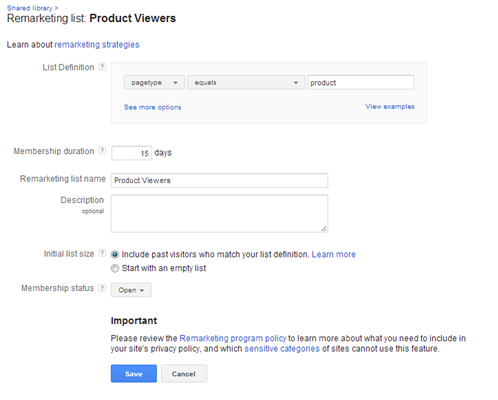 Shared library >
Remarketing list: Product Viewers
Learn about remarketing strategies
List Definition ?
pagetype equals product
See more options View examples
Membership duration ? 15 days
Remarketing list name Product Viewers
Description
optional
Initial list size ? Include past visitors who match your list definition. Learn more
Start with an empty list
Membership status ? Open
Important
Please review the Remarketing program policy to learn more about what you need to include in
your site's privacy policy, and which sensitive categories of sites cannot use this feature.
Save Cancel